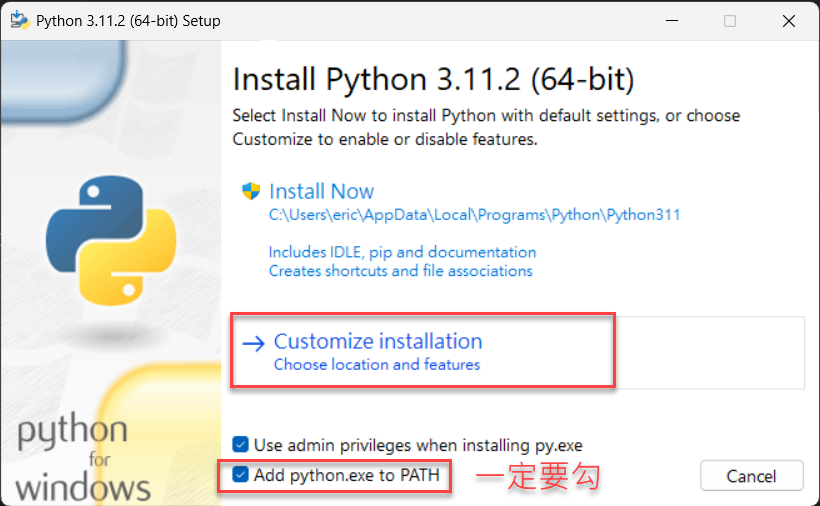 Python 3.11.2 (64-bit) Setup
Install Python 3.11.2 (64-bit)
Select Install Now to install Python with default settings, or choose
Customize to enable or disable features.
Install Now
C:\Users\eric\AppData\Local\Programs\Python\Python311
Includes IDLE, pip and documentation
Creates shortcuts and file associations
Customize installation
Choose location and features
Use admin privileges when installing py.exe
Add python.exe to PATH
一定要勾
Cancel
python
for
windows